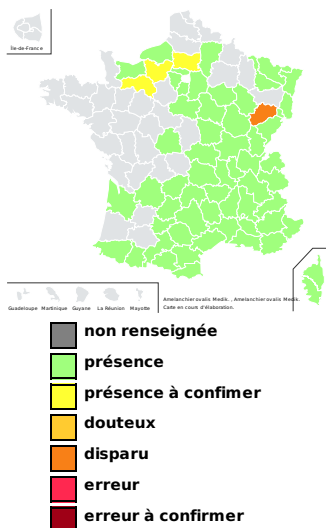 Île-de-France
Guadeloupe Martinique Guyane La Réunion Mayotte
Amelanchier ovalis Medik. , Amelanchier ovalis Medik.
Carte en cours d'élaboration.
non renseignée
présence
présence à confimer
douteux
disparu
erreur
erreur à confirmer